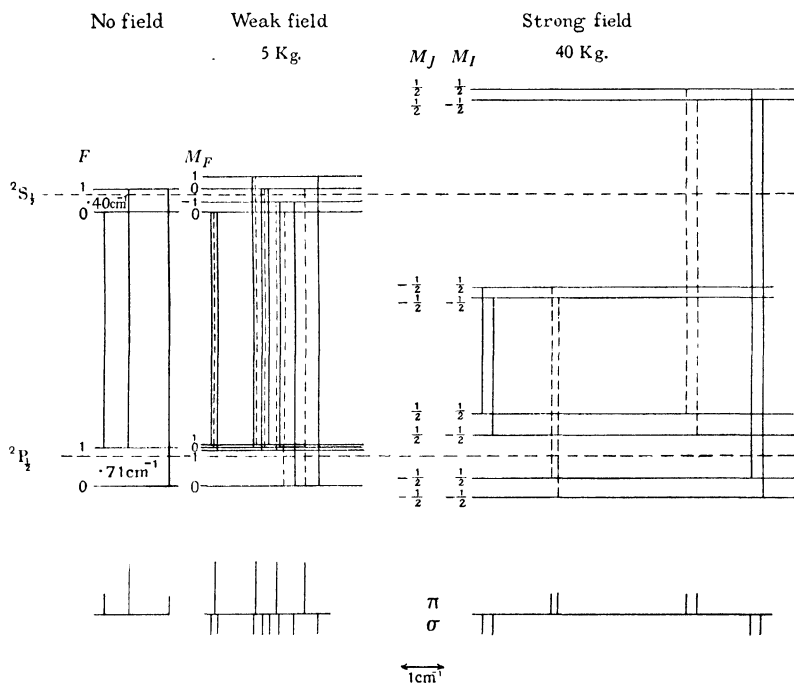 No field Weak field Strong field
5 Kg. M_J M_I 40 Kg.
½ ½
½ -½
F M_F
1 1
²S½ 0
·40cm⁻¹ -1
0 0
-½ ½
-½ -½
½ ½
1 1
0
½ -½
²P½ 1
·71cm⁻¹
-½ ½
0 0
-½ -½
π
σ
1cm⁻¹